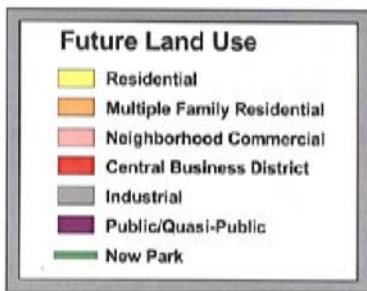 Future Land Use
Residential
Multiple Family Residential
Neighborhood Commercial
Central Business District
Industrial
Public/Quasi-Public
New Park